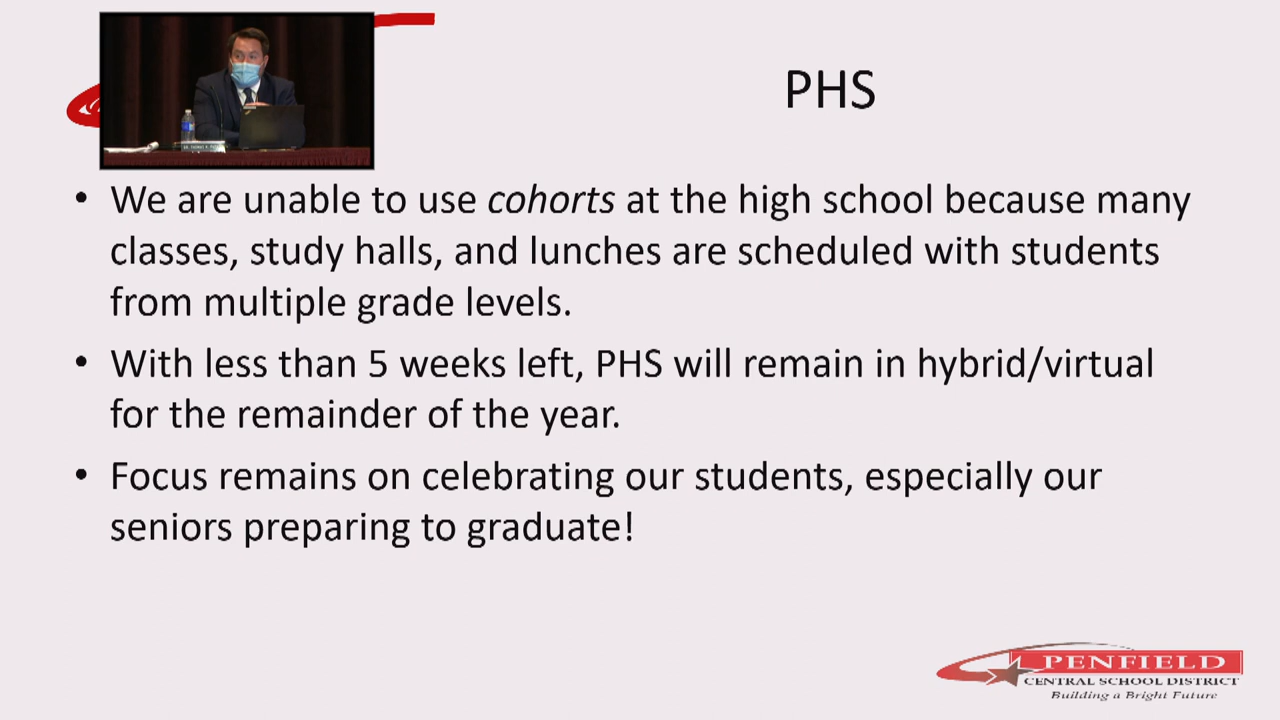 PHS
• We are unable to use cohorts at the high school because many
classes, study halls, and lunches are scheduled with students
from multiple grade levels.
• With less than 5 weeks left, PHS will remain in hybrid/virtual
for the remainder of the year.
• Focus remains on celebrating our students, especially our
seniors preparing to graduate!
PENFIELD
CENTRAL SCHOOL DISTRICT
Building a Bright Future